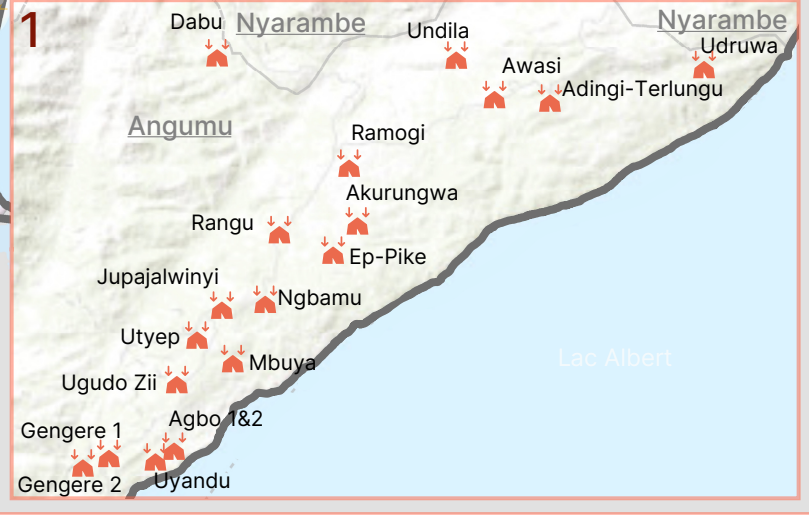 1
Dabu
Nyarambe
Undila
Nyarambe
Udruwa
Awasi
Adingi-Terlungu
Angumu
Ramogi
Akurungwa
Rangu
Ep-Pike
Jupajalwinyi
Ngbamu
Utyep
Mbuya
Lac Albert
Ugudo Zii
Agbo 1&2
Gengere 1
Gengere 2
Uyandu